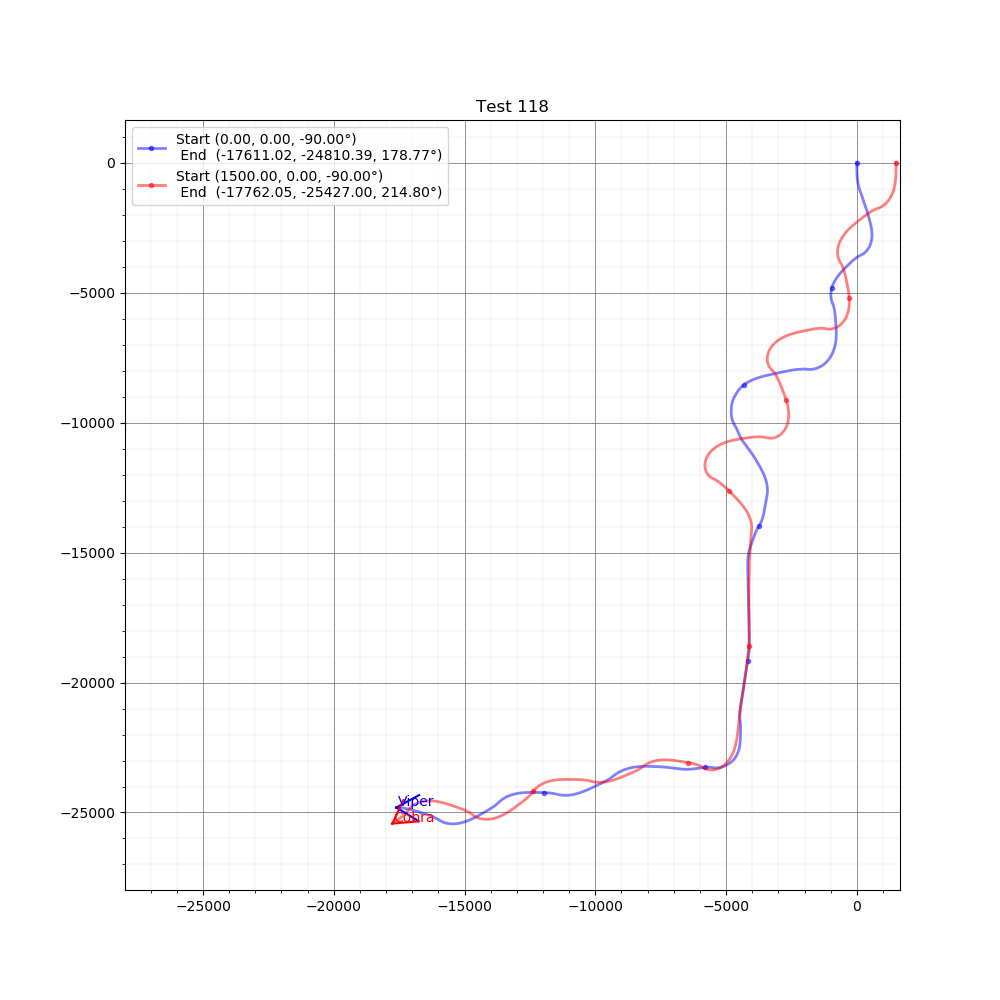 Test 118
Start (0.00, 0.00, -90.00°)
End  (-17611.02, -24810.39, 178.77°)
Start (1500.00, 0.00, -90.00°)
End  (-17762.05, -25427.00, 214.80°)
0
−5000
−10000
−15000
−20000
−25000
Viper
Cobra
−25000
−20000
−15000
−10000
−5000
0